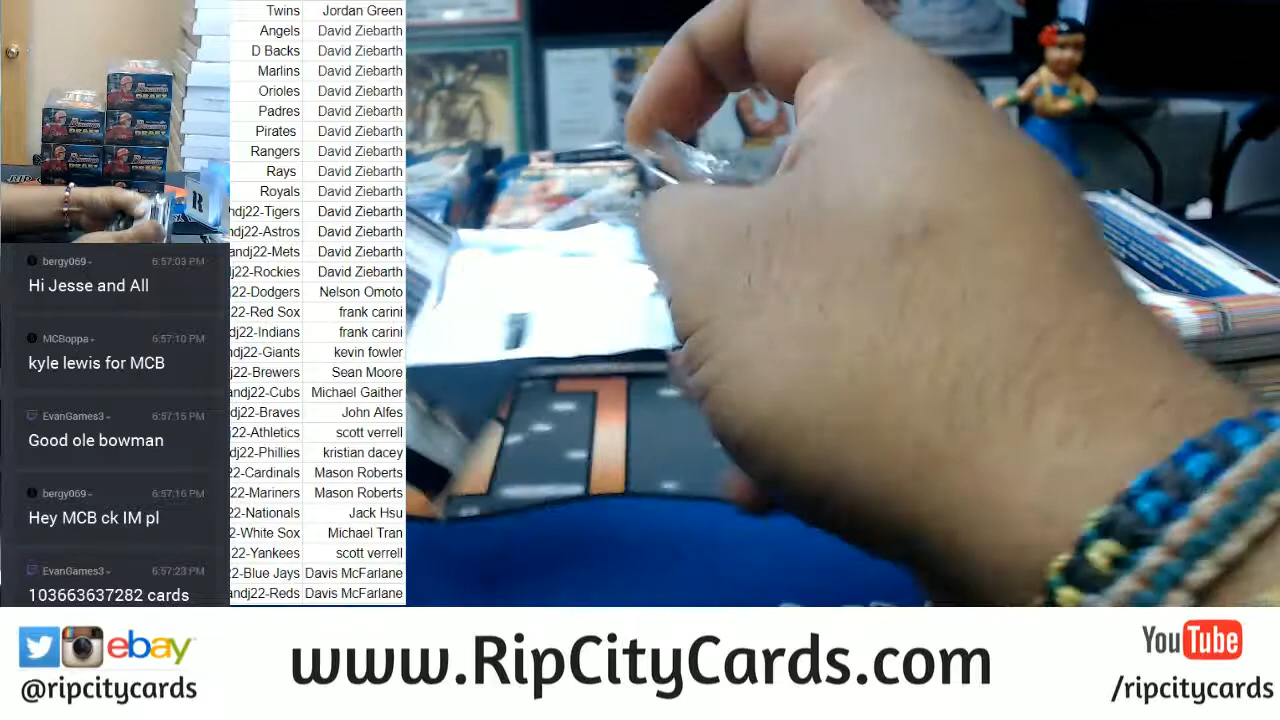 Twins Jordan Green
Angels David Ziebarth
D Backs David Ziebarth
Marlins David Ziebarth
Orioles David Ziebarth
Padres David Ziebarth
Pirates David Ziebarth
Rangers David Ziebarth
Rays David Ziebarth
Royals David Ziebarth
ndj22-Tigers David Ziebarth
dj22-Astros David Ziebarth
andj22-Mets David Ziebarth
j22-Rockies David Ziebarth
22-Dodgers Nelson Omoto
22-Red Sox frank carini
dj22-Indians frank carini
ndj22-Giants kevin fowler
dj22-Brewers Sean Moore
andj22-Cubs Michael Gaither
dj22-Braves John Alfes
22-Athletics scott verrell
dj22-Phillies kristian dacey
22-Cardinals Mason Roberts
22-Mariners Mason Roberts
22-Nationals Jack Hsu
2-White Sox Michael Tran
22-Yankees scott verrell
22-Blue Jays Davis McFarlane
andj22-Reds Davis McFarlane
bergy069 6:57:03 PM
Hi Jesse and All
MCBoppa 6:57:10 PM
kyle lewis for MCB
EvanGames3 6:57:15 PM
Good ole bowman
bergy069 6:57:16 PM
Hey MCB ck IM pl
EvanGames3 6:57:23 PM
103663637282 cards
ebay
@ripcitycards
www.RipCityCards.com
YouTube
/ripcitycards